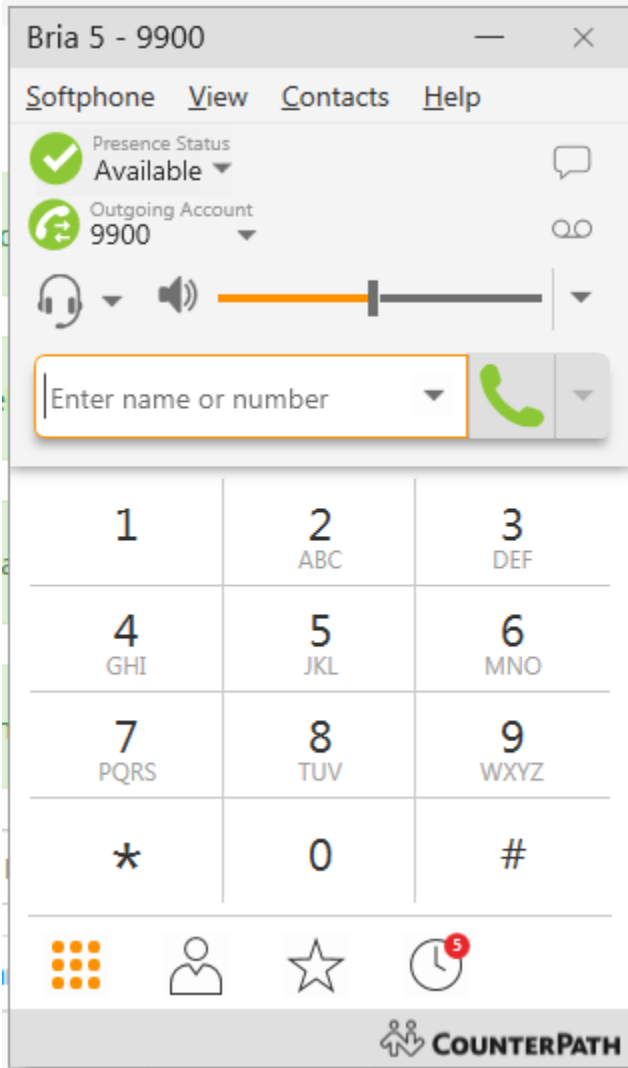 Bria 5 - 9900
Softphone View Contacts Help
Presence Status
Available
Outgoing Account
9900
Enter name or number
1 2 3
ABC DEF
4 5 6
GHI JKL MNO
7 8 9
PQRS TUV WXYZ
* 0 #
5
COUNTERPATH